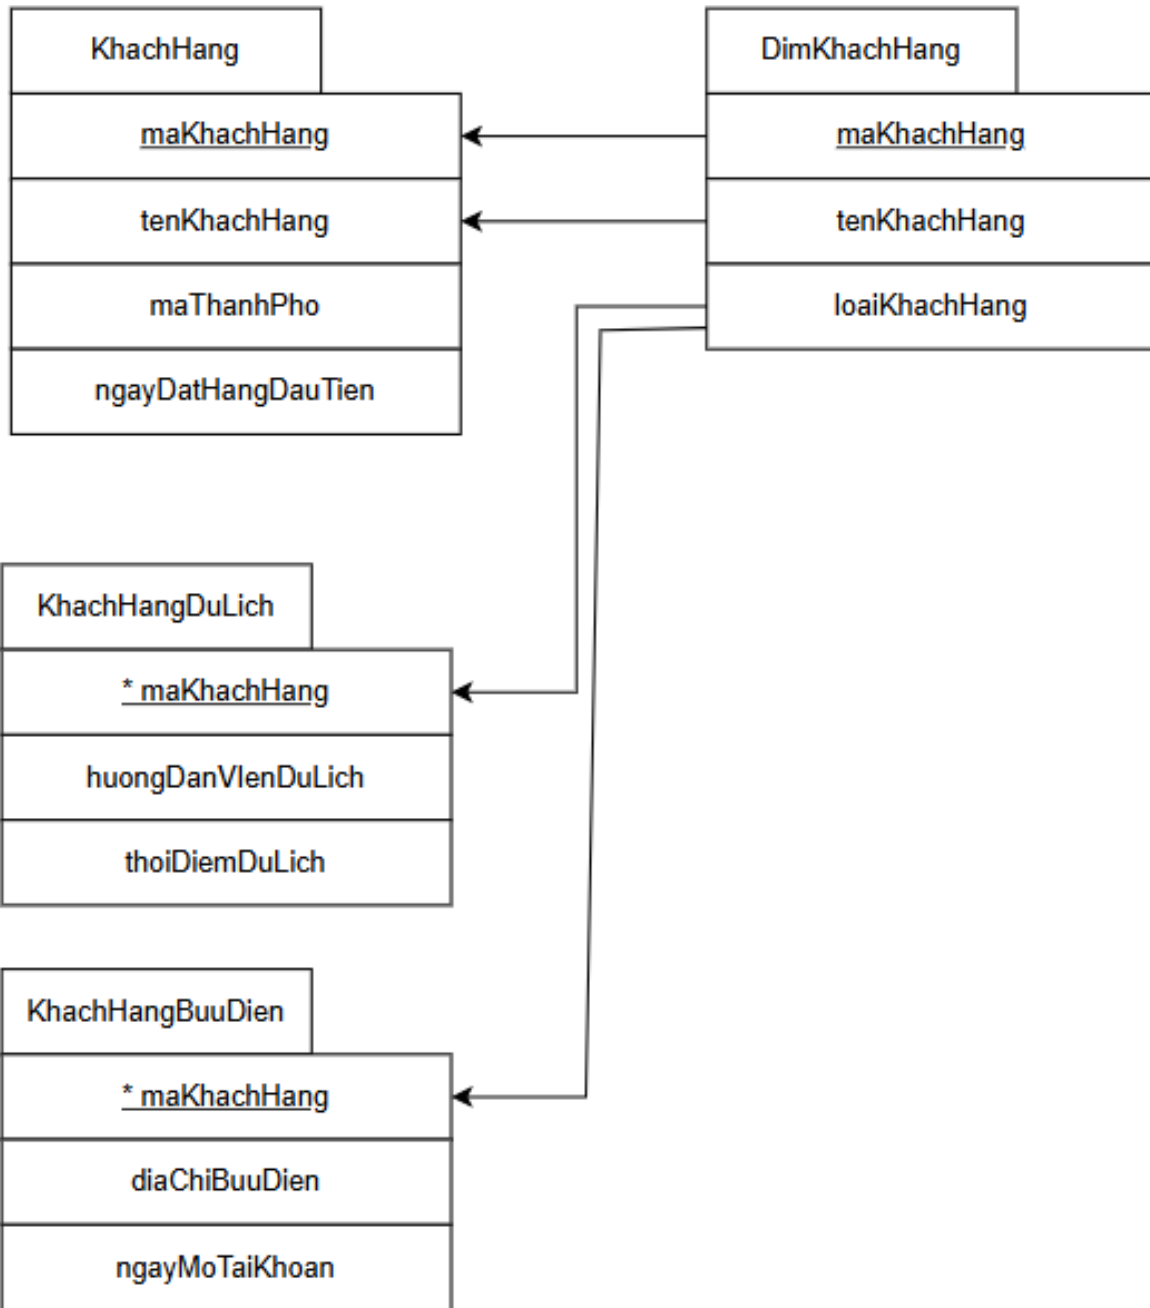 KhachHang
maKhachHang
tenKhachHang
maThanhPho
ngayDatHangDauTien
DimKhachHang
maKhachHang
tenKhachHang
loaiKhachHang
KhachHangDuLich
* maKhachHang
huongDanVIenDuLich
thoiDiemDuLich
KhachHangBuuDien
* maKhachHang
diaChiBuuDien
ngayMoTaiKhoan